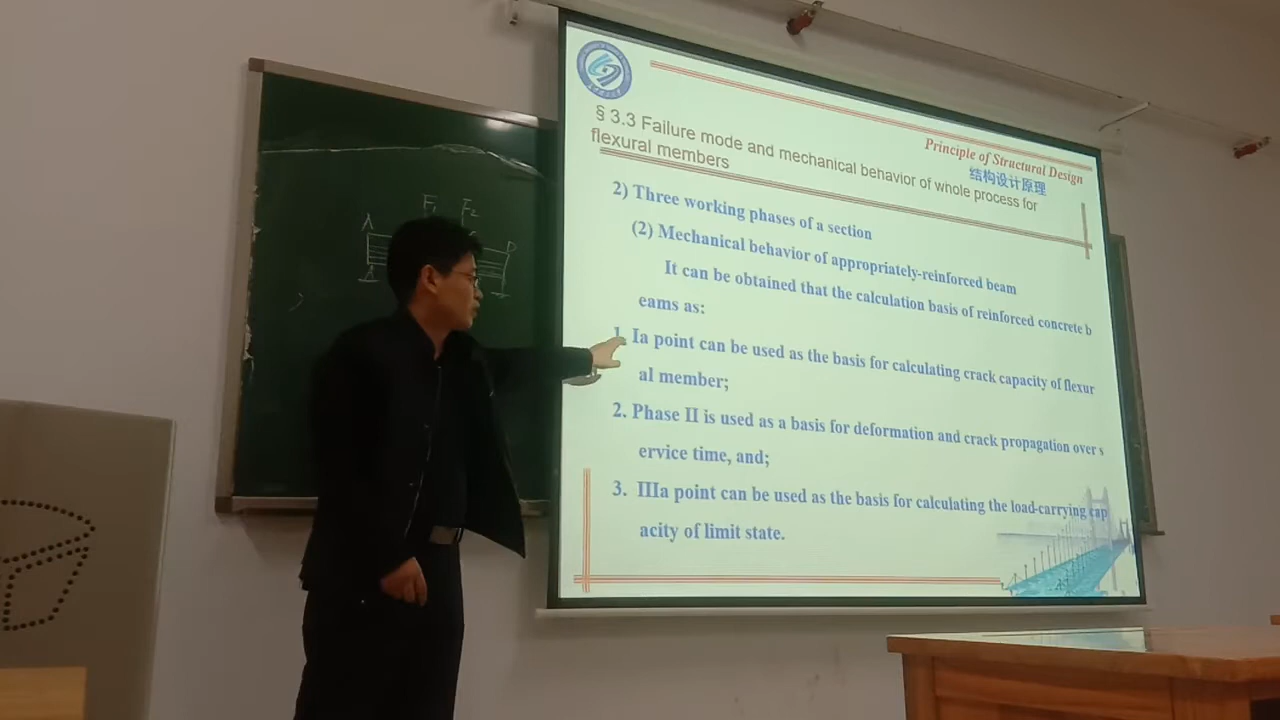 § 3.3 Failure mode and mechanical behavior of whole process for
flexural members
Principle of Structural Design
结构设计原理
2) Three working phases of a section
(2) Mechanical behavior of appropriately-reinforced beam
It can be obtained that the calculation basis of reinforced concrete b
eams as:
1. Ia point can be used as the basis for calculating crack capacity of flexur
al member;
2. Phase II is used as a basis for deformation and crack propagation over s
ervice time, and;
3. IIIa point can be used as the basis for calculating the load-carrying cap
acity of limit state.
F₁ F₂
A